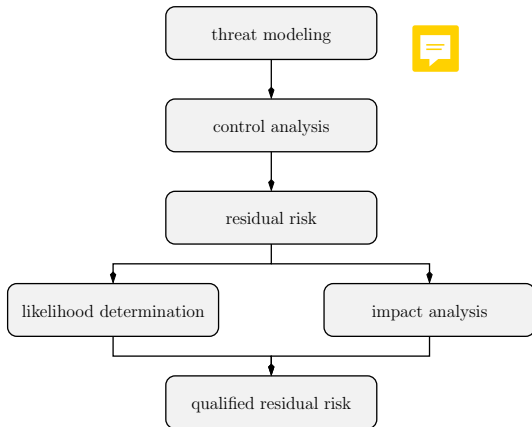 threat modeling
control analysis
residual risk
likelihood determination
impact analysis
qualified residual risk